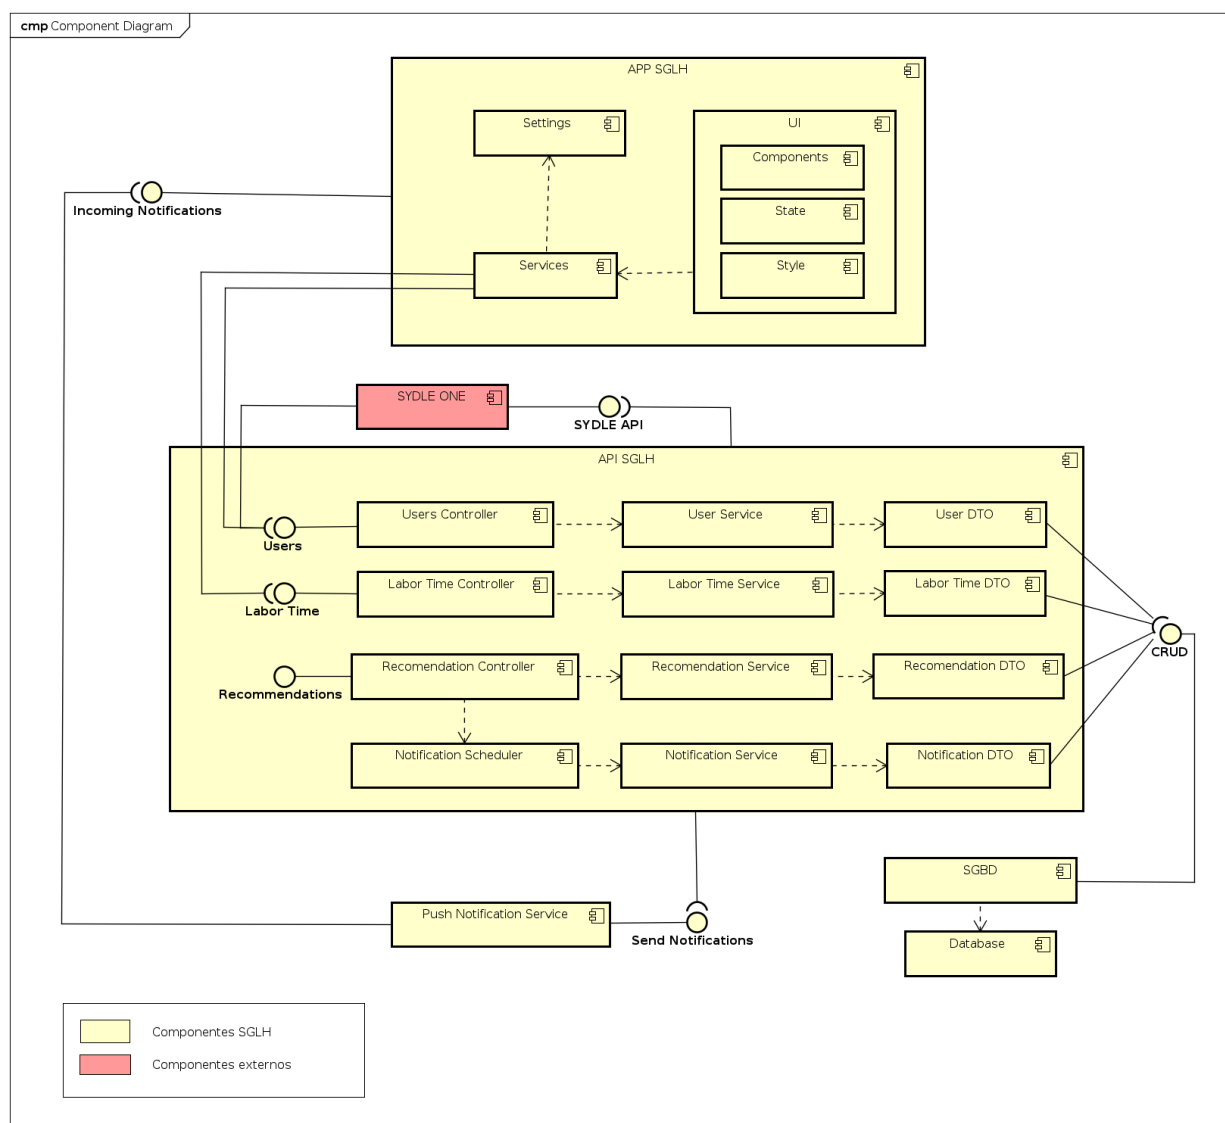 cmp Component Diagram
APP SGLH
Settings
UI
Components
State
Style
Services
Incoming Notifications
SYDLE ONE
SYDLE API
API SGLH
Users Controller
User Service
User DTO
Users
Labor Time Controller
Labor Time Service
Labor Time DTO
Labor Time
CRUD
Recomendation Controller
Recomendation Service
Recomendation DTO
Recommendations
Notification Scheduler
Notification Service
Notification DTO
SGBD
Push Notification Service
Send Notifications
Database
Componentes SGLH
Componentes externos